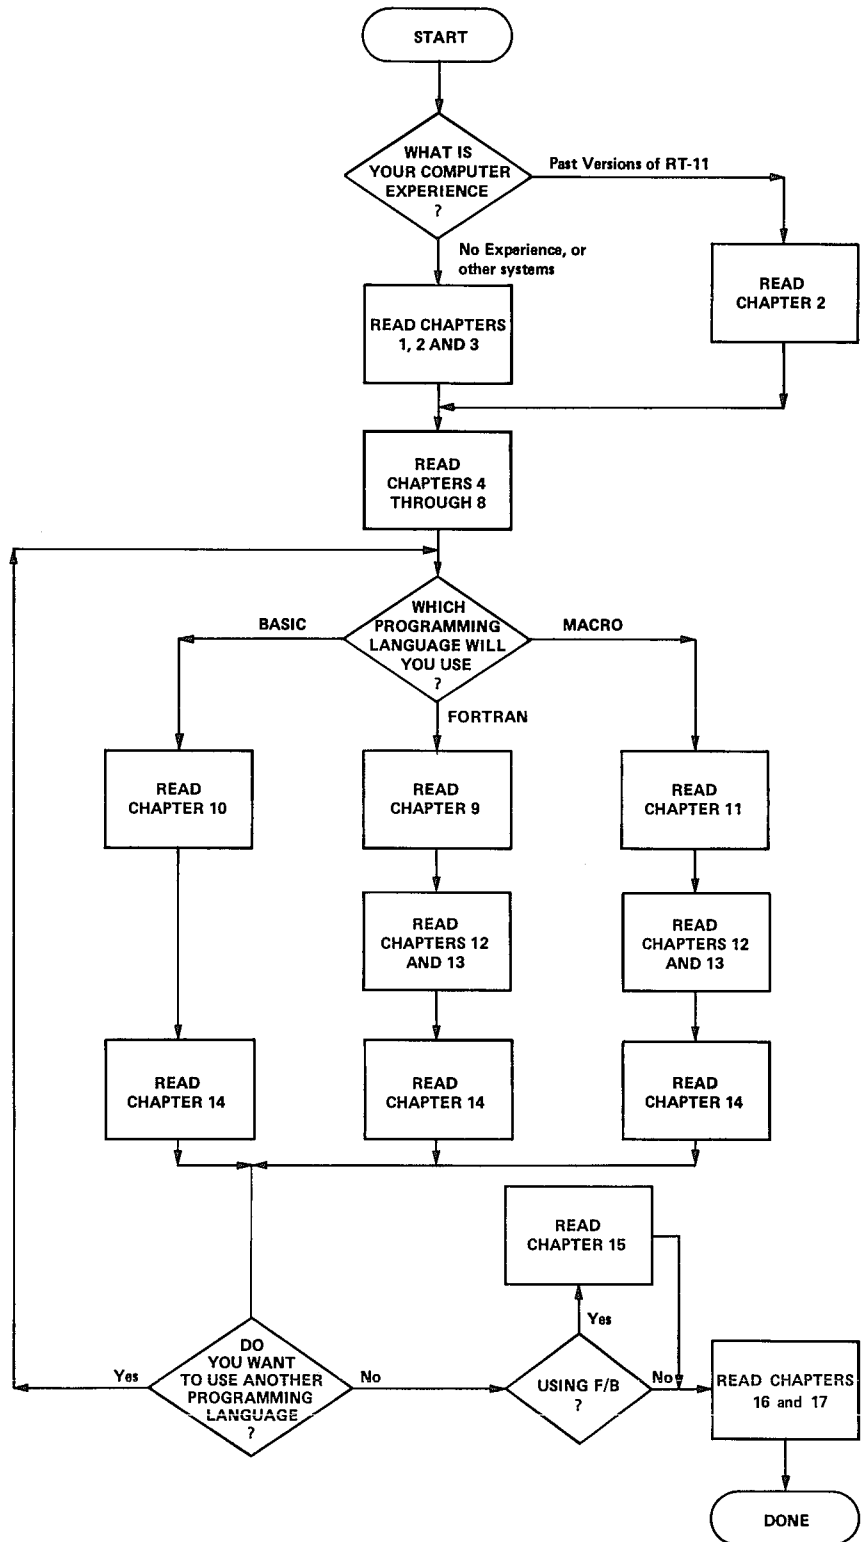 START
WHAT IS
YOUR COMPUTER
EXPERIENCE
?
Past Versions of RT-11
No Experience, or
other systems
READ
CHAPTER 2
READ CHAPTERS
1, 2 AND 3
READ
CHAPTERS 4
THROUGH 8
WHICH
PROGRAMMING
LANGUAGE WILL
YOU USE
?
BASIC
MACRO
FORTRAN
READ
CHAPTER 10
READ
CHAPTER 9
READ
CHAPTER 11
READ
CHAPTERS 12
AND 13
READ
CHAPTERS 12
AND 13
READ
CHAPTER 14
READ
CHAPTER 14
READ
CHAPTER 14
READ
CHAPTER 15
Yes
DO
YOU WANT
TO USE ANOTHER
PROGRAMMING
LANGUAGE
?
Yes
No
USING F/B
?
No
READ CHAPTERS
16 and 17
DONE